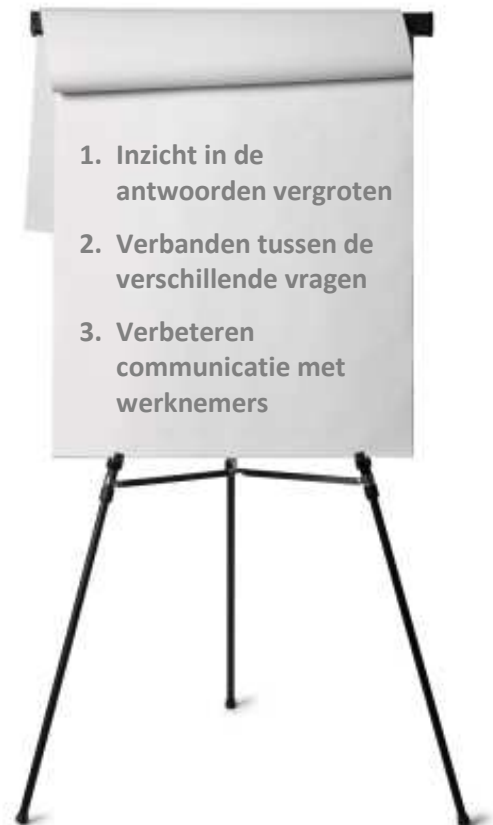 1. Inzicht in de
antwoorden vergroten
2. Verbanden tussen de
verschillende vragen
3. Verbeteren
communicatie met
werknemers